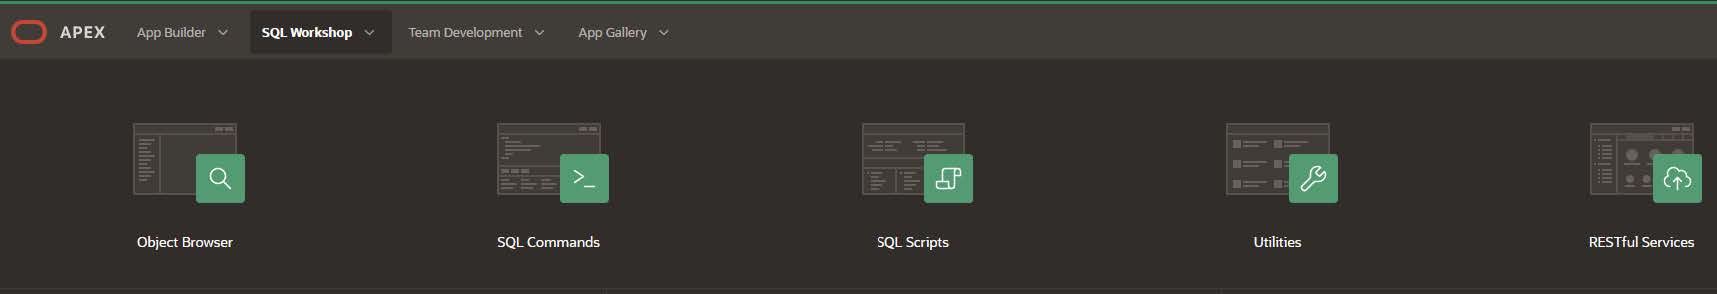 APEX App Builder SQL Workshop Team Development App Gallery
Object Browser SQL Commands SQL Scripts Utilities RESTful Services